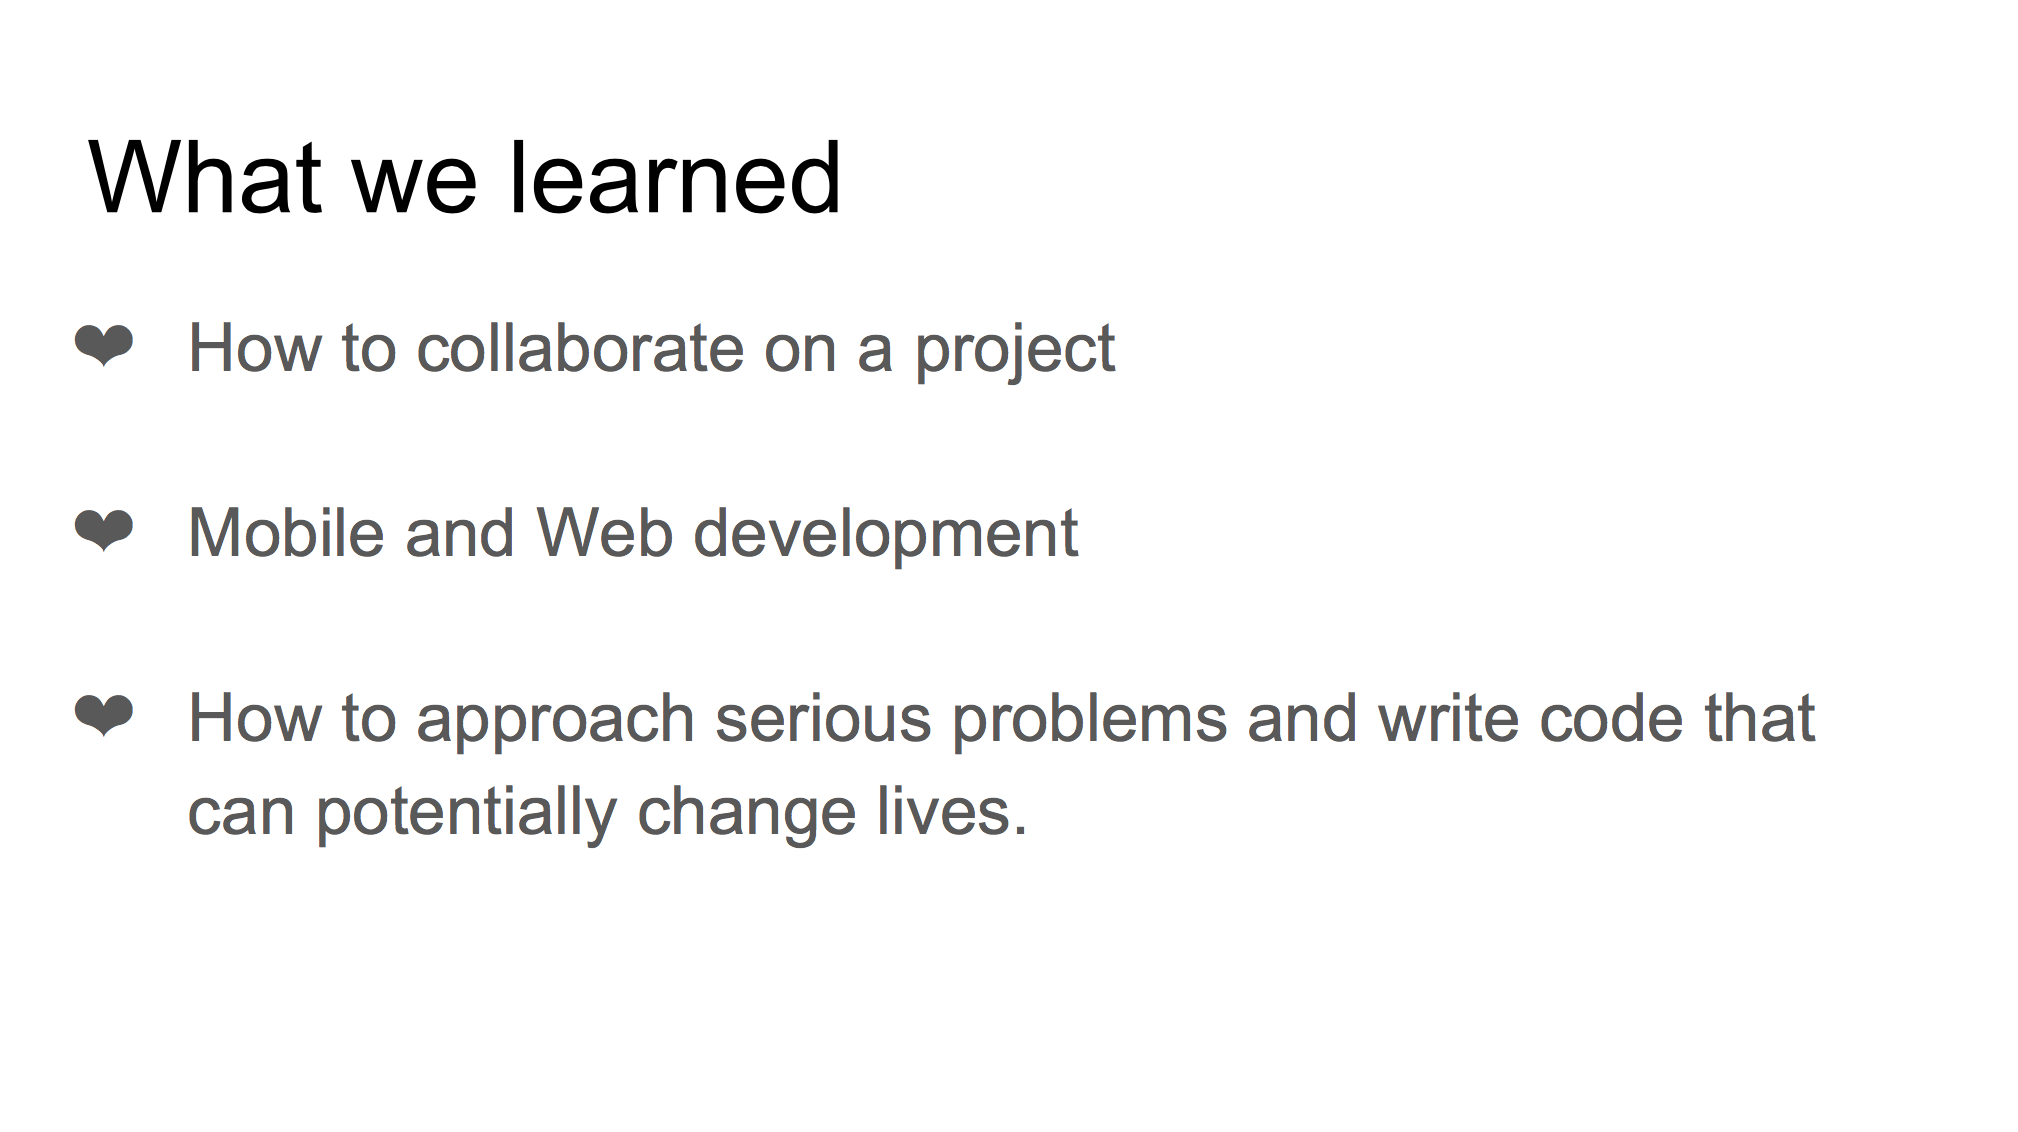 What we learned
❤ How to collaborate on a project
❤ Mobile and Web development
❤ How to approach serious problems and write code that
can potentially change lives.